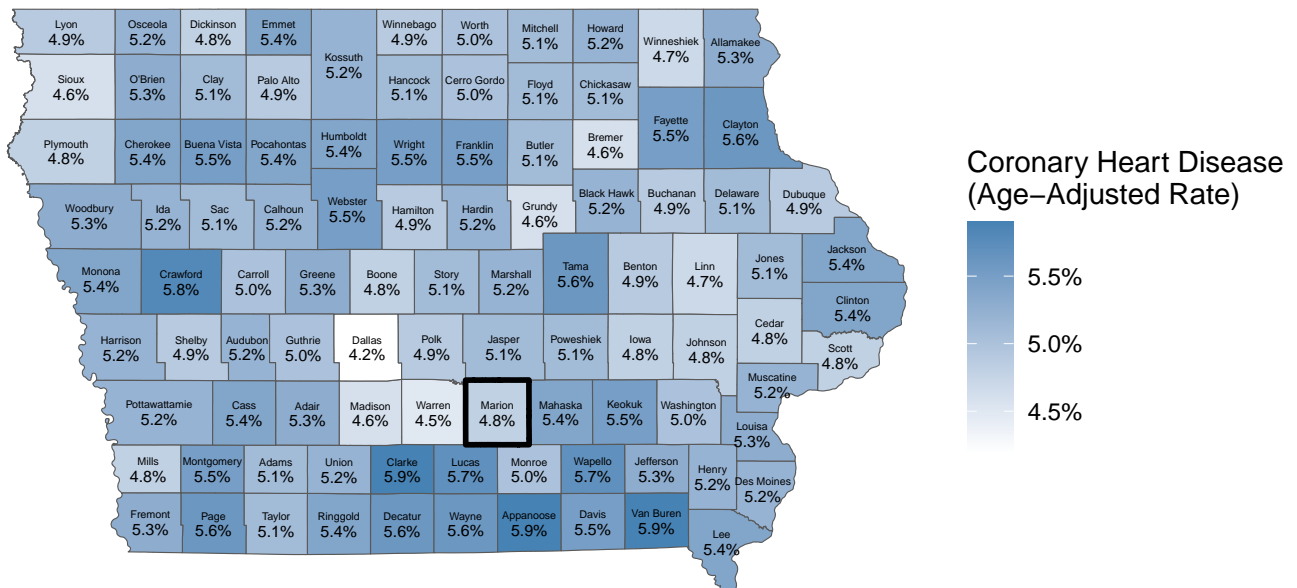 Lyon
4.9%
Osceola
5.2%
Dickinson
4.8%
Emmet
5.4%
Kossuth
5.2%
Winnebago
4.9%
Worth
5.0%
Mitchell
5.1%
Howard
5.2%
Winneshiek
4.7%
Allamakee
5.3%
Sioux
4.6%
O'Brien
5.3%
Clay
5.1%
Palo Alto
4.9%
Hancock
5.1%
Cerro Gordo
5.0%
Floyd
5.1%
Chickasaw
5.1%
Fayette
5.5%
Clayton
5.6%
Plymouth
4.8%
Cherokee
5.4%
Buena Vista
5.5%
Pocahontas
5.4%
Humboldt
5.4%
Wright
5.5%
Franklin
5.5%
Butler
5.1%
Bremer
4.6%
Woodbury
5.3%
Ida
5.2%
Sac
5.1%
Calhoun
5.2%
Webster
5.5%
Hamilton
4.9%
Hardin
5.2%
Grundy
4.6%
Black Hawk
5.2%
Buchanan
4.9%
Delaware
5.1%
Dubuque
4.9%
Monona
5.4%
Crawford
5.8%
Carroll
5.0%
Greene
5.3%
Boone
4.8%
Story
5.1%
Marshall
5.2%
Tama
5.6%
Benton
4.9%
Linn
4.7%
Jones
5.1%
Jackson
5.4%
Clinton
5.4%
Harrison
5.2%
Shelby
4.9%
Audubon
5.2%
Guthrie
5.0%
Dallas
4.2%
Polk
4.9%
Jasper
5.1%
Poweshiek
5.1%
Iowa
4.8%
Johnson
4.8%
Cedar
4.8%
Scott
4.8%
Muscatine
5.2%
Pottawattamie
5.2%
Cass
5.4%
Adair
5.3%
Madison
4.6%
Warren
4.5%
Marion
4.8%
Mahaska
5.4%
Keokuk
5.5%
Washington
5.0%
Louisa
5.3%
Mills
4.8%
Montgomery
5.5%
Adams
5.1%
Union
5.2%
Clarke
5.9%
Lucas
5.7%
Monroe
5.0%
Wapello
5.7%
Jefferson
5.3%
Henry
5.2%
Des Moines
5.2%
Fremont
5.3%
Page
5.6%
Taylor
5.1%
Ringgold
5.4%
Decatur
5.6%
Wayne
5.6%
Appanoose
5.9%
Davis
5.5%
Van Buren
5.9%
Lee
5.4%
Coronary Heart Disease
(Age−Adjusted Rate)
5.5%
5.0%
4.5%